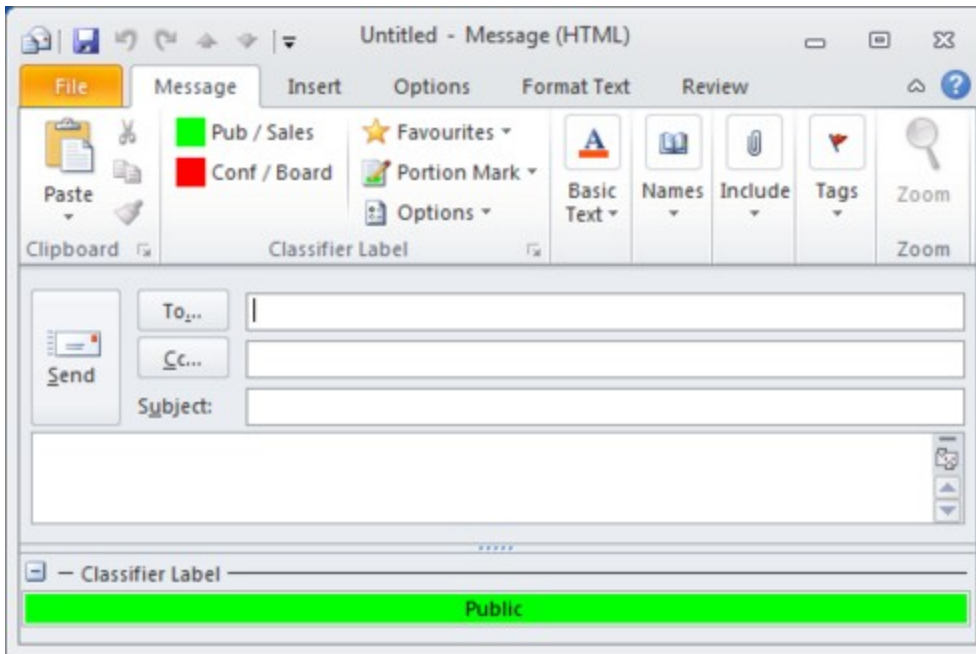 Untitled - Message (HTML)
File Message Insert Options Format Text Review
Pub / Sales Favourites
Conf / Board Portion Mark
Options
Paste
Basic Text
Names
Include
Tags
Zoom
Clipboard Classifier Label Zoom
To...
Cc...
Send
Subject:
Classifier Label
Public